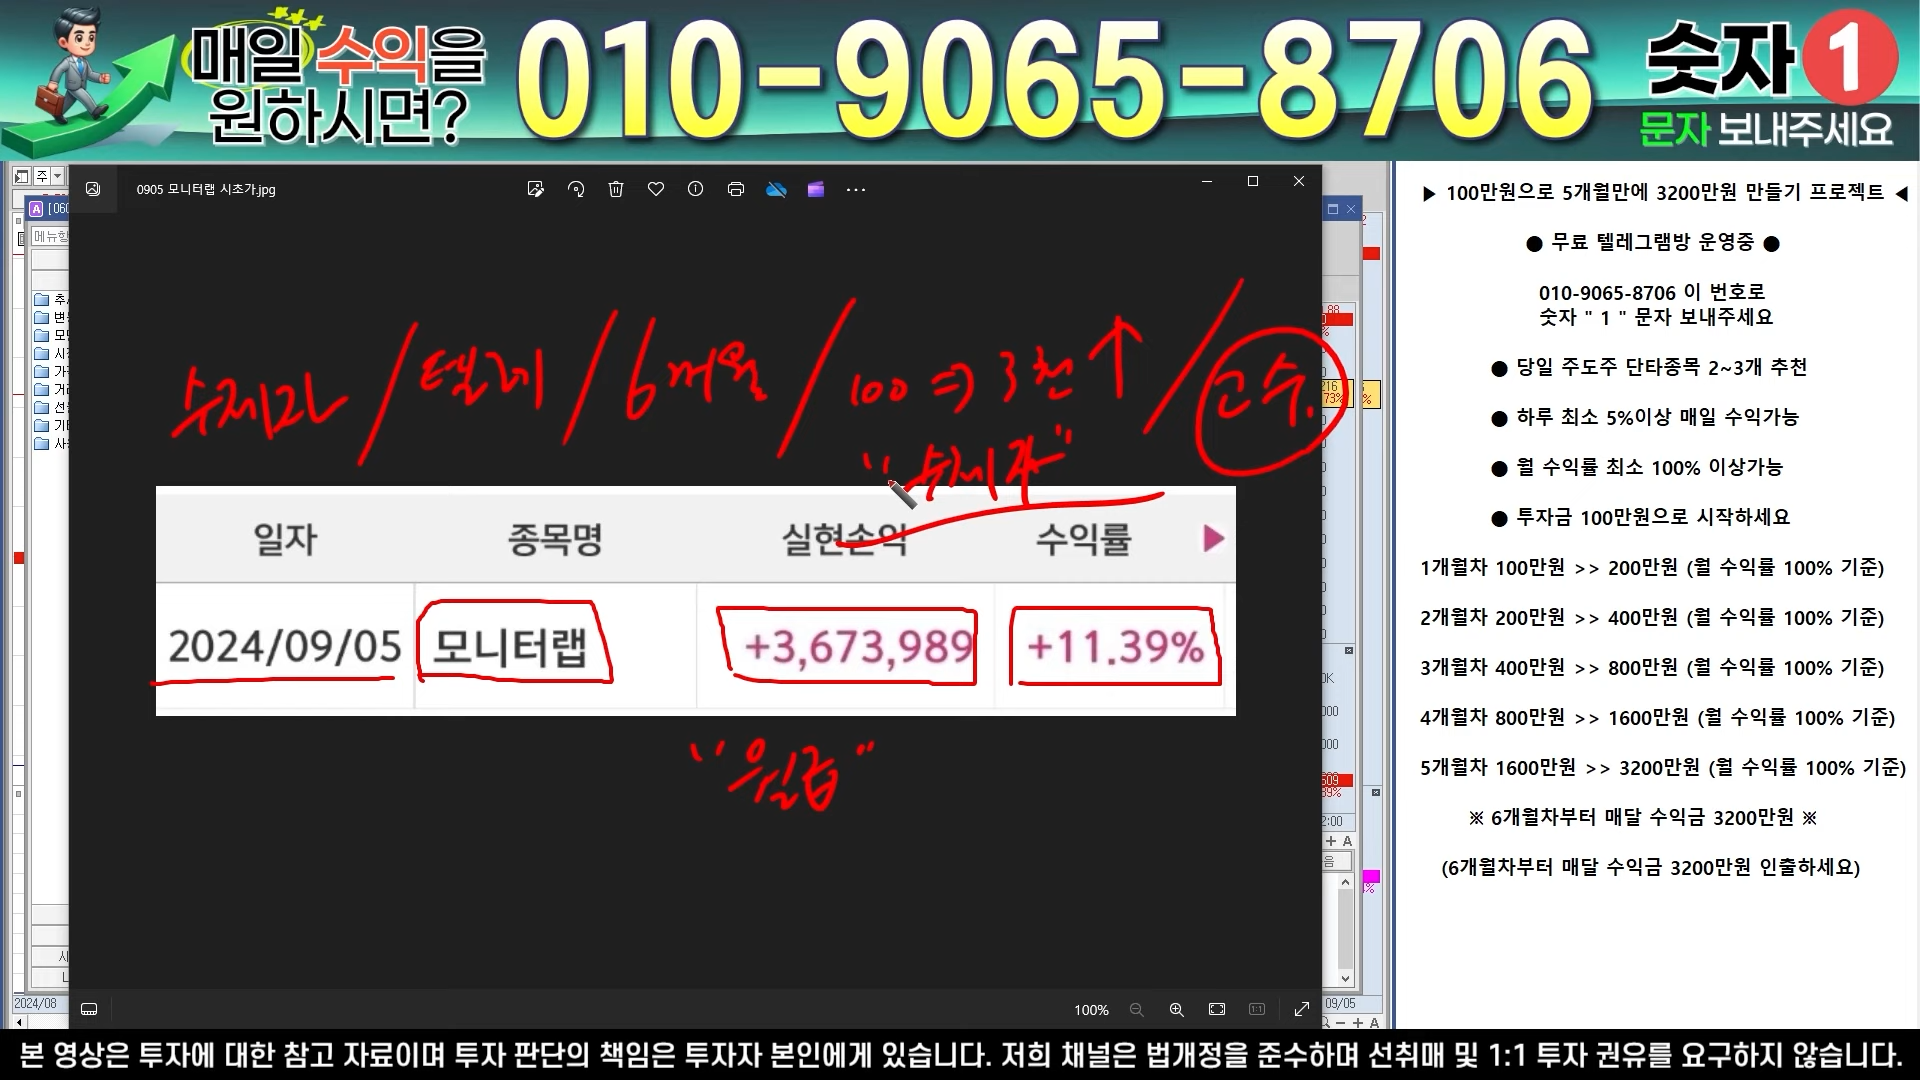 매일 수익을
원하시면?
010-9065-8706
숫자 1
문자 보내주세요
0905 모니터랩 시초가.jpg
수제자 / 텔레 / 6개월 / 100 ⇒ 3천 ↑ / 고수.
"수제자"
일자 종목명 실현손익 수익률 ▶
2024/09/05 모니터랩 +3,673,989 +11.39%
"월급"
100%
2024/08
09/05
▶ 100만원으로 5개월만에 3200만원 만들기 프로젝트 ◀
● 무료 텔레그램방 운영중 ●
010-9065-8706 이 번호로
숫자 " 1 " 문자 보내주세요
● 당일 주도주 단타종목 2~3개 추천
● 하루 최소 5%이상 매일 수익가능
● 월 수익률 최소 100% 이상가능
● 투자금 100만원으로 시작하세요
1개월차 100만원 >> 200만원 (월 수익률 100% 기준)
2개월차 200만원 >> 400만원 (월 수익률 100% 기준)
3개월차 400만원 >> 800만원 (월 수익률 100% 기준)
4개월차 800만원 >> 1600만원 (월 수익률 100% 기준)
5개월차 1600만원 >> 3200만원 (월 수익률 100% 기준)
※ 6개월차부터 매달 수익금 3200만원 ※
(6개월차부터 매달 수익금 3200만원 인출하세요)
본 영상은 투자에 대한 참고 자료이며 투자 판단의 책임은 투자자 본인에게 있습니다. 저희 채널은 법개정을 준수하며 선취매 및 1:1 투자 권유를 요구하지 않습니다.